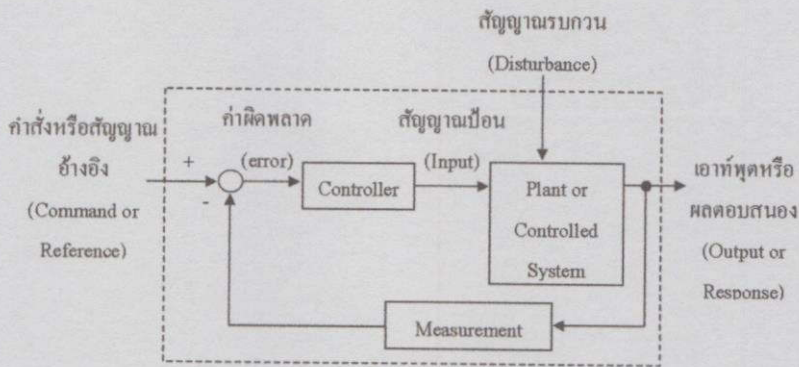 สัญญาณรบกวน
(Disturbance)
คำสั่งหรือสัญญาณ
อ้างอิง
(Command or
Reference)
+
-
ค่าผิดพลาด
(error)
Controller
สัญญาณป้อน
(Input)
Plant or
Controlled
System
เอาท์พุตหรือ
ผลตอบสนอง
(Output or
Response)
Measurement